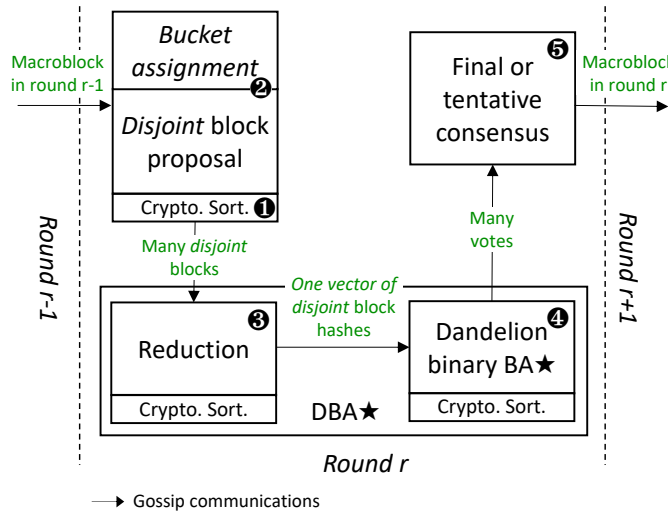 Bucket
assignment
❷
Disjoint block
proposal
Crypto. Sort. ❶
Macroblock
in round r-1
❺
Final or
tentative
consensus
Macroblock
in round r
Many disjoint
blocks
Many
votes
Round r-1
Round r+1
One vector of
disjoint block
hashes
❸
Reduction
Crypto. Sort.
❹
Dandelion
binary BA★
Crypto. Sort.
DBA★
Round r
Gossip communications